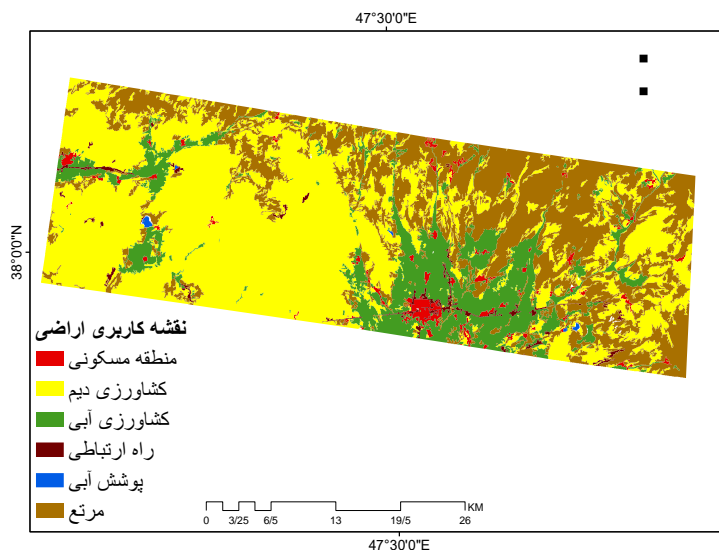 47°30'0"E
38°0'0"N
نقشه کاربری اراضی
منطقه مسکونی
کشاورزی دیم
کشاورزی آبی
راه ارتباطی
پوشش آبی
مرتع
KM
0 3/25 6/5 13 19/5 26
47°30'0"E